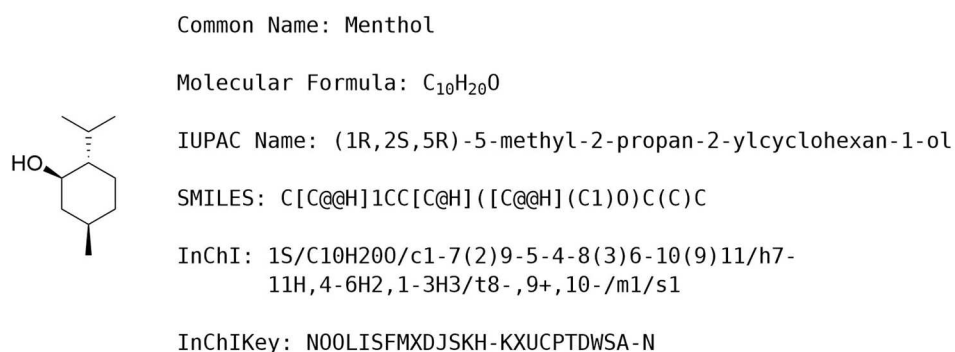 Common Name: Menthol
Molecular Formula: C₁₀H₂₀O
HO
IUPAC Name: (1R,2S,5R)-5-methyl-2-propan-2-ylcyclohexan-1-ol
SMILES: C[C@@H]1CC[C@H]([C@@H](C1)O)C(C)C
InChI: 1S/C10H20O/c1-7(2)9-5-4-8(3)6-10(9)11/h7-
11H,4-6H2,1-3H3/t8-,9+,10-/m1/s1
InChIKey: NOOLISFMXDJSKH-KXUCPTDWSA-N